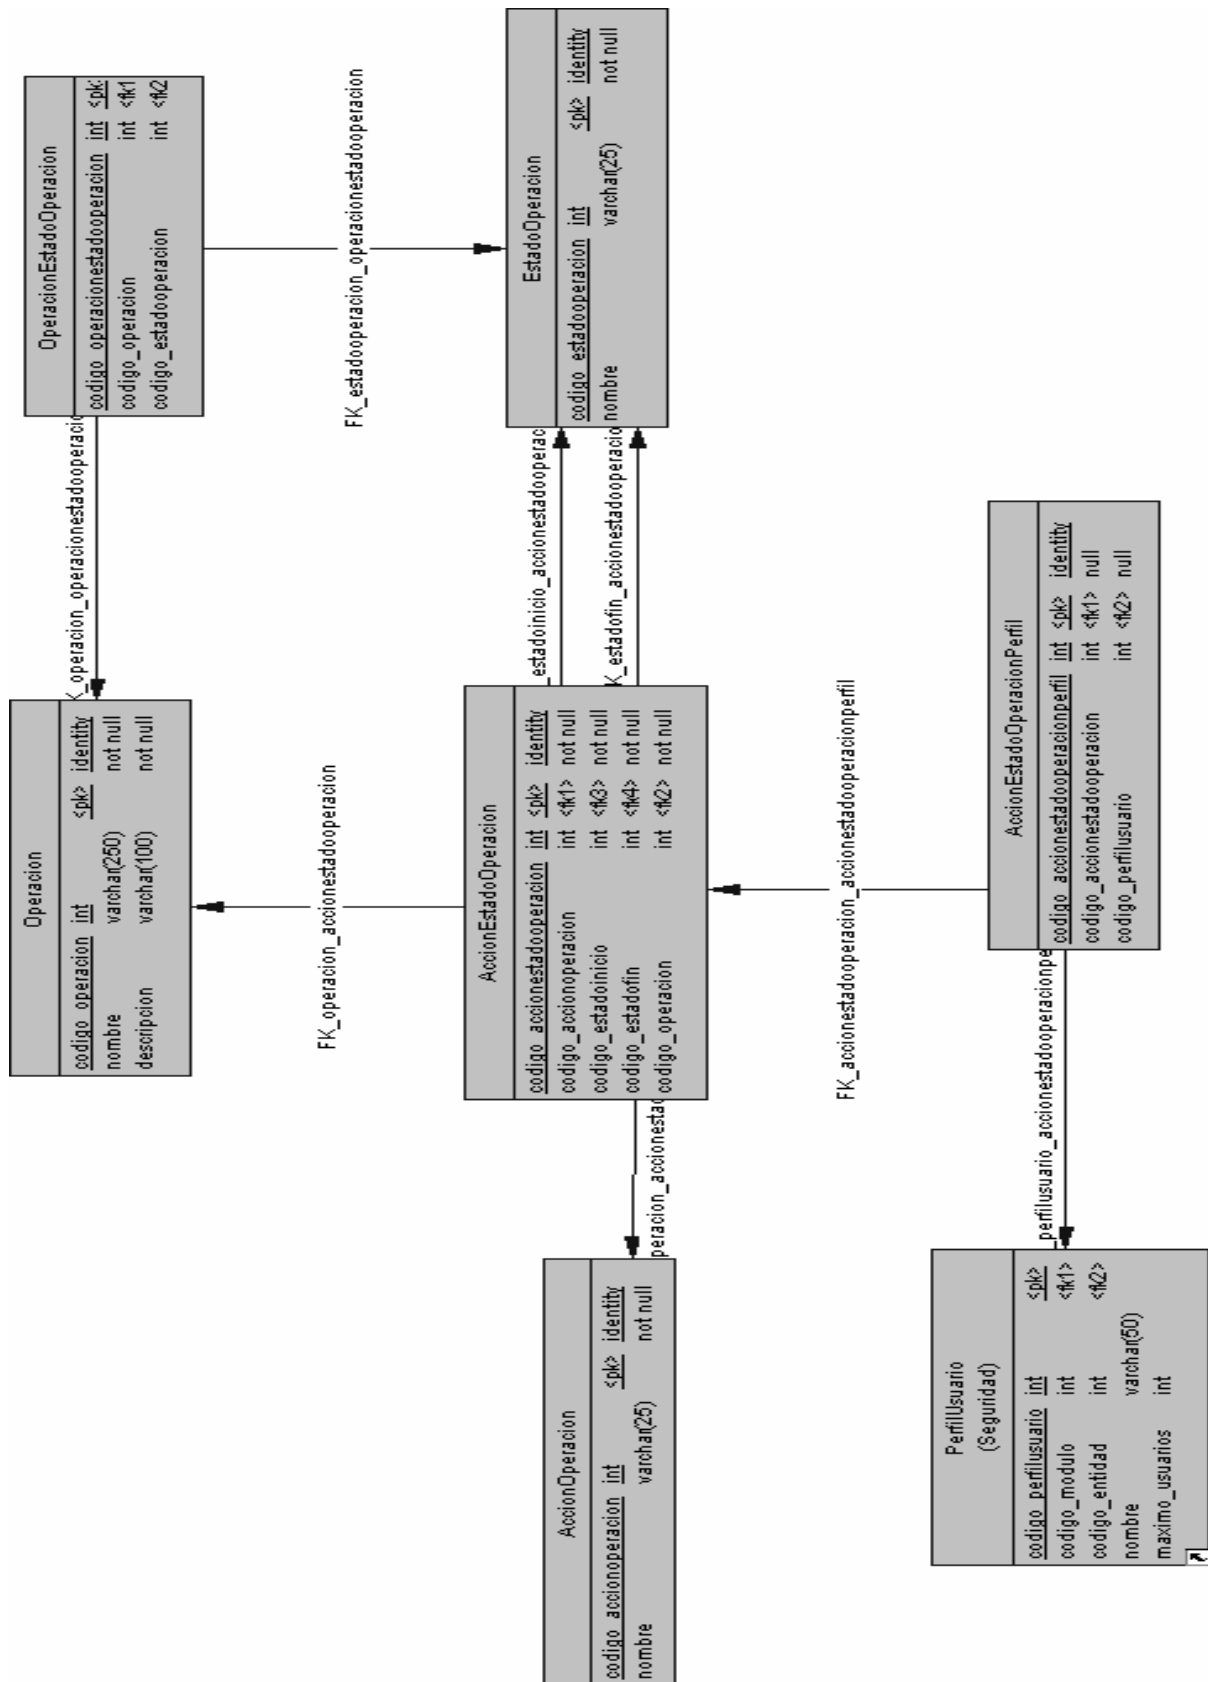 OperacionEstadoOperacion
codigo_operacionestadooperacion int <pk
codigo_operacion int <fk1
codigo_estadooperacion int <fk2
K_operacion_operacionestadooperacio
FK_estadooperacion_operacionestadooperacion
Operacion
codigo_operacion int <pk> identity
nombre varchar(250) not null
descripcion varchar(100) not null
EstadoOperacion
codigo_estadooperacion int <pk> identity
nombre varchar(25) not null
FK_operacion_accionestadooperacion
_estadoinicio_accionestadooperac
K_estadofin_accionestadooperacio
AccionEstadoOperacion
codigo_accionestadooperacion int <pk> identity
codigo_accionoperacion int <fk1> not null
codigo_estadoinicio int <fk3> not null
codigo_estadofin int <fk4> not null
codigo_operacion int <fk2> not null
peracion_accionestad
FK_accionestadooperacion_accionestadooperacionperfil
AccionOperacion
codigo_accionoperacion int <pk> identity
nombre varchar(25) not null
AccionEstadoOperacionPerfil
codigo_accionestadooperacionperfil int <pk> identity
codigo_accionestadooperacion int <fk1> null
codigo_perfilusuario int <fk2> null
_perfilusuario_accionestadooperacionpe
PerfilUsuario
(Seguridad)
codigo_perfilusuario int <pk>
codigo_modulo int <fk1>
codigo_entidad int <fk2>
nombre varchar(50)
maximo_usuarios int